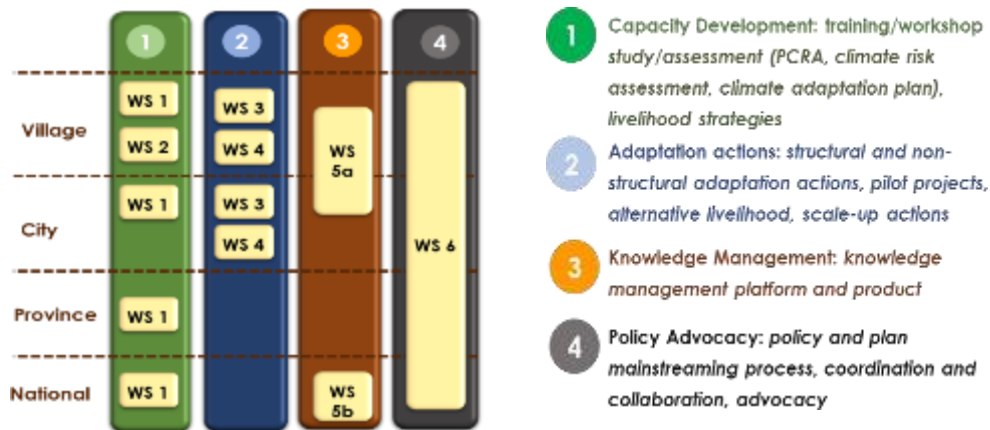 1
2
3
4
Village
WS 1
WS 3
WS 2
WS 4
WS
5a
City
WS 1
WS 3
WS 4
WS 6
Province
WS 1
National
WS 1
WS
5b
1
Capacity Development: training/workshop
study/assessment (PCRA, climate risk
assessment, climate adaptation plan),
livelihood strategies
2
Adaptation actions: structural and non-
structural adaptation actions, pilot projects,
alternative livelihood, scale-up actions
3
Knowledge Management: knowledge
management platform and product
4
Policy Advocacy: policy and plan
mainstreaming process, coordination and
collaboration, advocacy